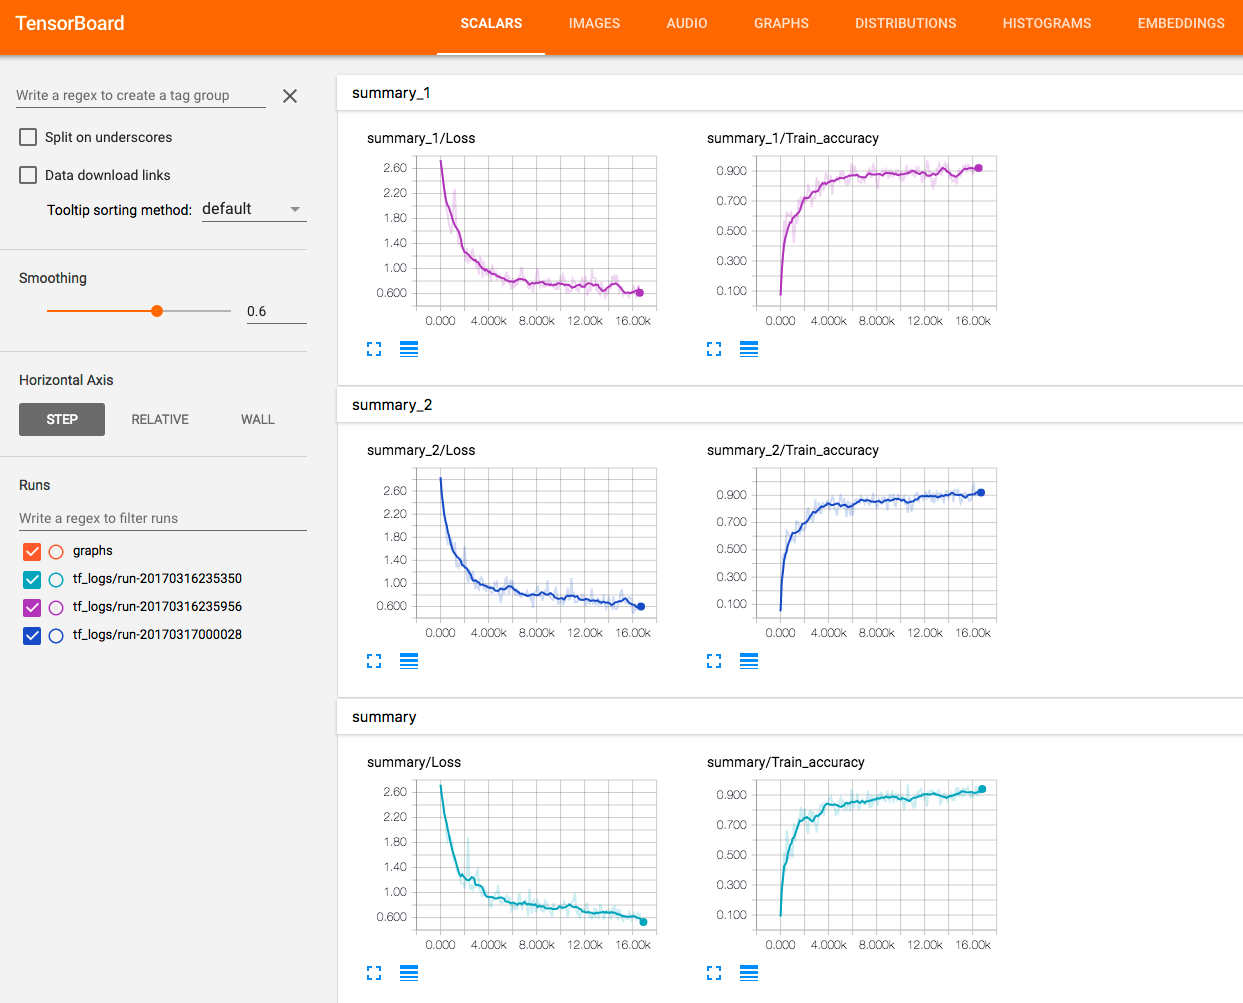 TensorBoard
SCALARS IMAGES AUDIO GRAPHS DISTRIBUTIONS HISTOGRAMS EMBEDDINGS
Write a regex to create a tag group
Split on underscores
Data download links
Tooltip sorting method: default
Smoothing
0.6
Horizontal Axis
STEP RELATIVE WALL
Runs
Write a regex to filter runs
graphs
tf_logs/run-20170316235350
tf_logs/run-20170316235956
tf_logs/run-20170317000028
summary_1
summary_1/Loss
2.60
2.20
1.80
1.40
1.00
0.600
0.000 4.000k 8.000k 12.00k 16.00k
summary_1/Train_accuracy
0.900
0.700
0.500
0.300
0.100
0.000 4.000k 8.000k 12.00k 16.00k
summary_2
summary_2/Loss
2.60
2.20
1.80
1.40
1.00
0.600
0.000 4.000k 8.000k 12.00k 16.00k
summary_2/Train_accuracy
0.900
0.700
0.500
0.300
0.100
0.000 4.000k 8.000k 12.00k 16.00k
summary
summary/Loss
2.60
2.20
1.80
1.40
1.00
0.600
0.000 4.000k 8.000k 12.00k 16.00k
summary/Train_accuracy
0.900
0.700
0.500
0.300
0.100
0.000 4.000k 8.000k 12.00k 16.00k